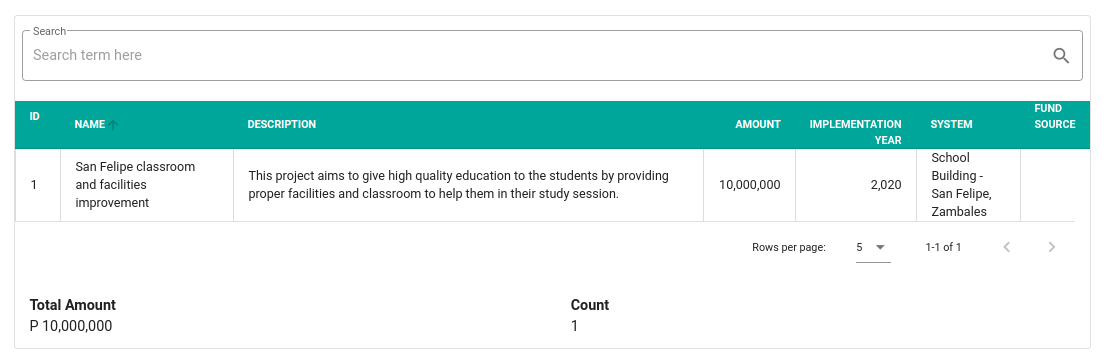 Search
Search term here
ID
NAME
DESCRIPTION
AMOUNT
IMPLEMENTATION
YEAR
SYSTEM
FUND
SOURCE
1
San Felipe classroom
and facilities
improvement
This project aims to give high quality education to the students by providing
proper facilities and classroom to help them in their study session.
10,000,000
2,020
School
Building -
San Felipe,
Zambales
Rows per page:
5
1-1 of 1
Total Amount
P 10,000,000
Count
1